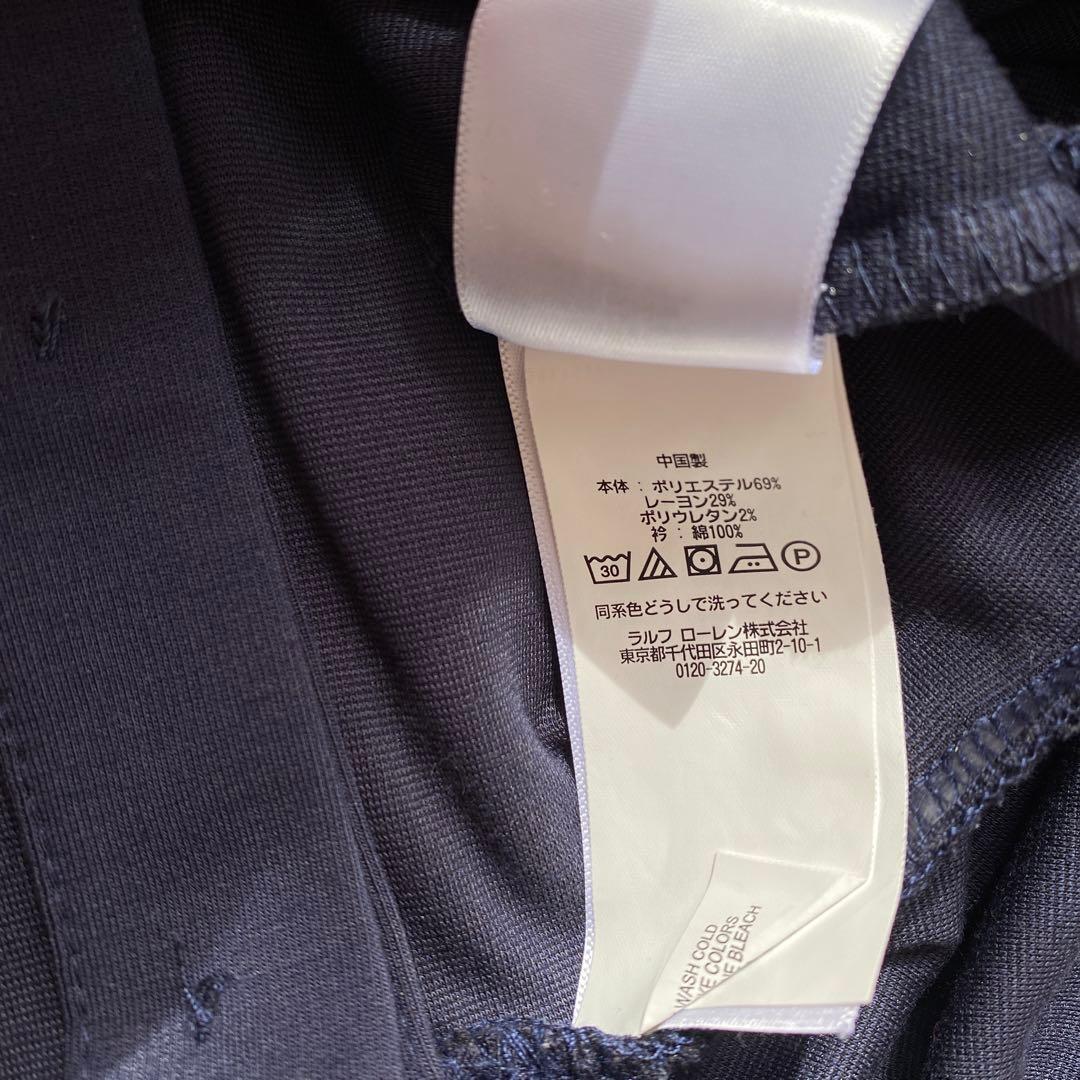 中国製
本体 : ポリエステル69%
レーヨン29%
ポリウレタン2%
衿 : 綿100%
30 P
同系色どうしで洗ってください
ラルフ ローレン株式会社
東京都千代田区永田町2-10-1
0120-3274-20
WASH COLD
COLORS
BLEACH